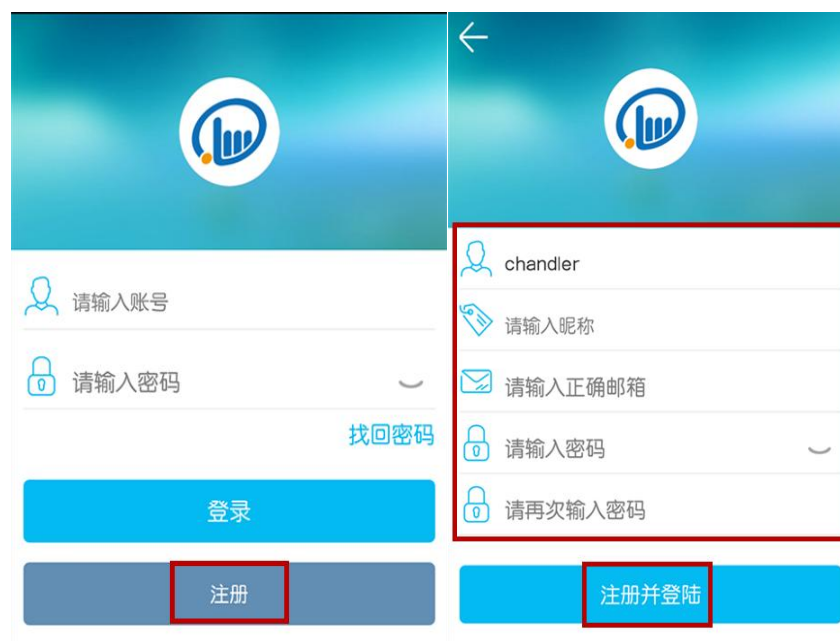 请输入账号
请输入密码
找回密码
登录
注册
chandler
请输入昵称
请输入正确邮箱
请输入密码
请再次输入密码
注册并登陆